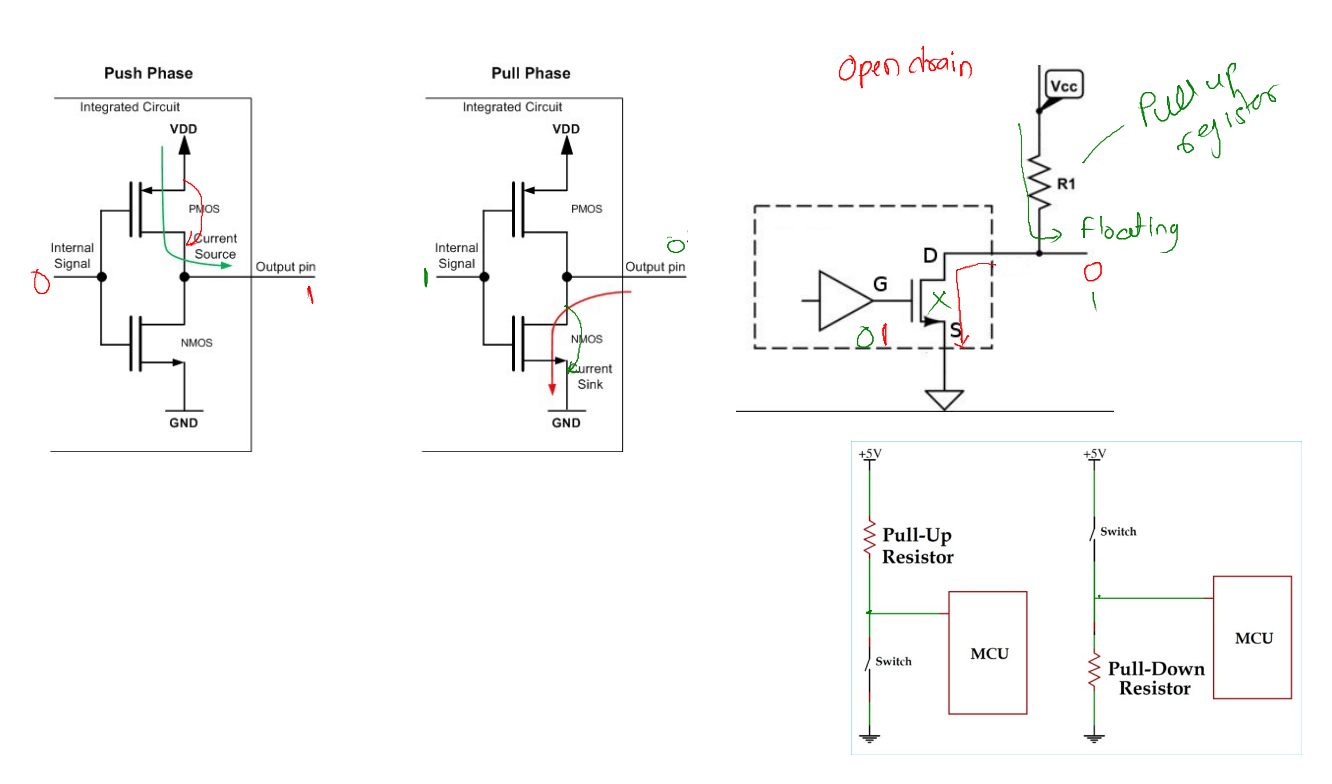 Push Phase
Integrated Circuit
VDD
PMOS
Internal
Signal
Current
Source
Output pin
0
1
NMOS
GND
Pull Phase
Integrated Circuit
VDD
PMOS
Internal
Signal
Output pin
1
0
NMOS
Current
Sink
GND
Open drain
Vcc
Pull up
register
R1
Floating
D
G
S
X
0 1
0
1
+5V
Pull-Up
Resistor
MCU
Switch
+5V
Switch
MCU
Pull-Down
Resistor